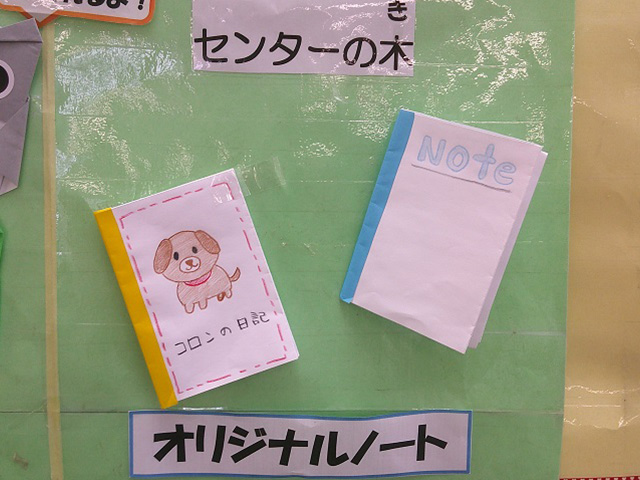 き
センターの木
Note
コロンの日記
オリジナルノート